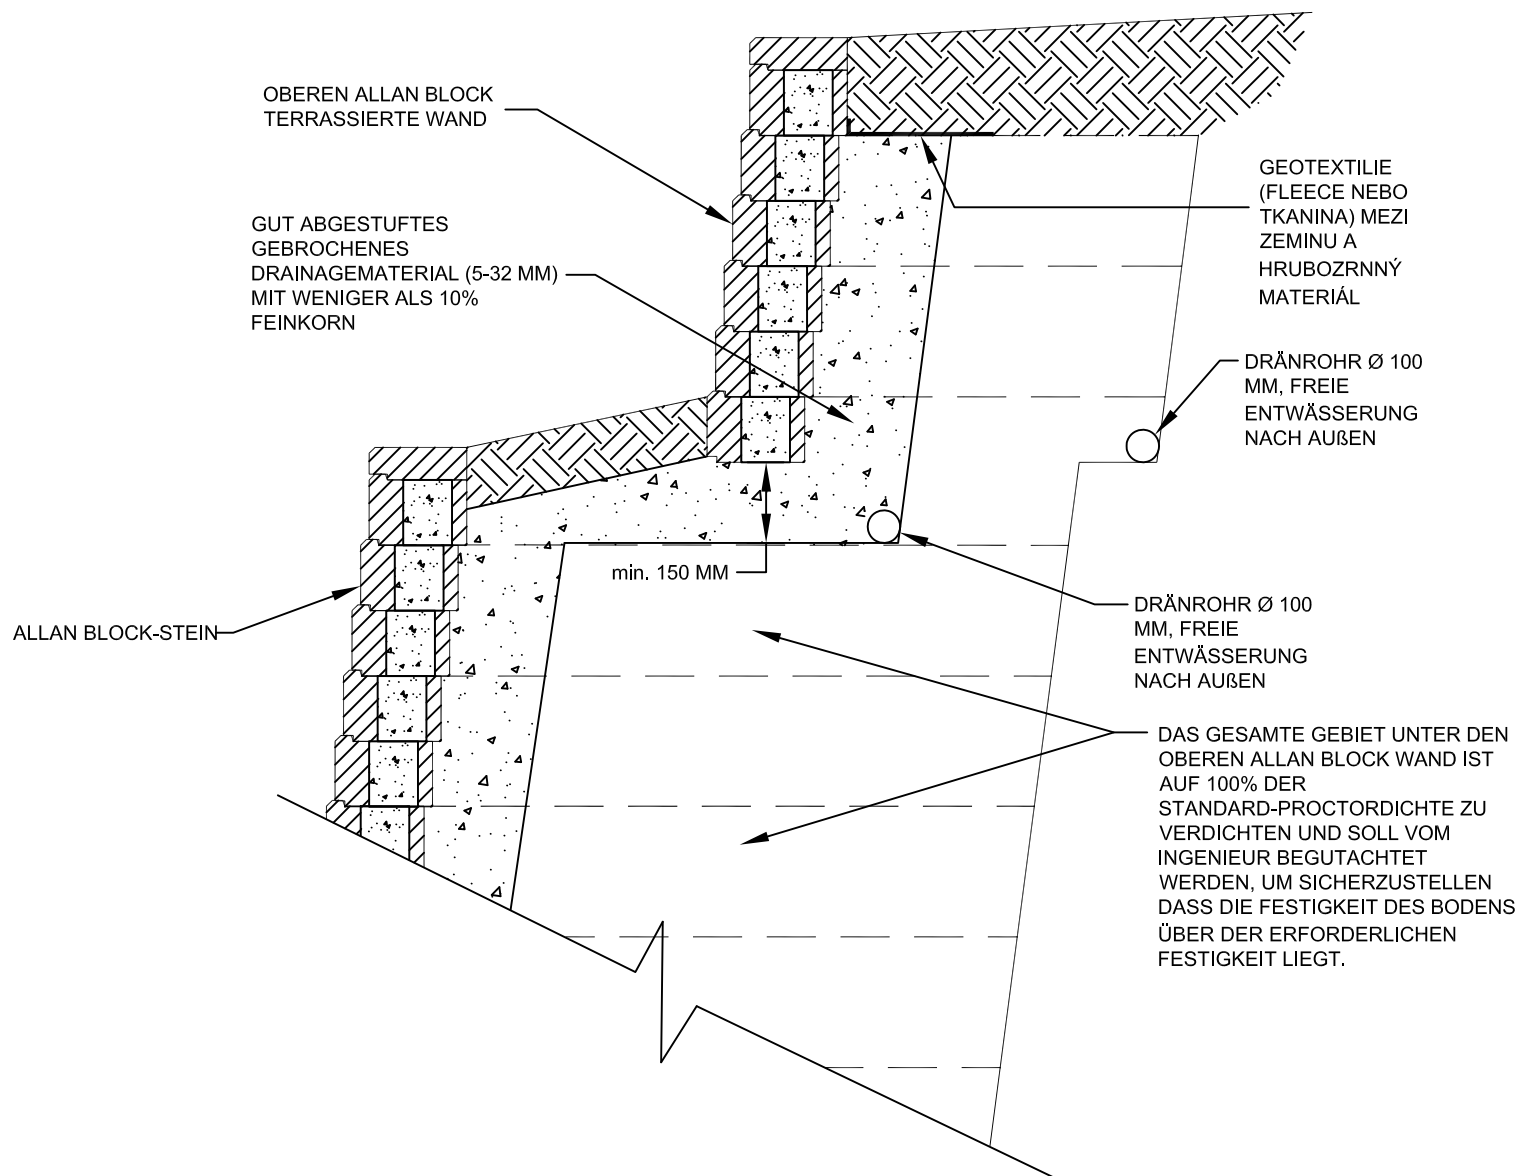 OBEREN ALLAN BLOCK
TERRASSIERTE WAND
GUT ABGESTUFTES
GEBROCHENES
DRAINAGEMATERIAL (5-32 MM)
MIT WENIGER ALS 10%
FEINKORN
GEOTEXTILIE
(FLEECE NEBO
TKANINA) MEZI
ZEMINU A
HRUBOZRNNÝ
MATERIÁL
DRÄNROHR Ø 100
MM, FREIE
ENTWÄSSERUNG
NACH AUßEN
min. 150 MM
ALLAN BLOCK-STEIN
DRÄNROHR Ø 100
MM, FREIE
ENTWÄSSERUNG
NACH AUßEN
DAS GESAMTE GEBIET UNTER DEN
OBEREN ALLAN BLOCK WAND IST
AUF 100% DER
STANDARD-PROCTORDICHTE ZU
VERDICHTEN UND SOLL VOM
INGENIEUR BEGUTACHTET
WERDEN, UM SICHERZUSTELLEN
DASS DIE FESTIGKEIT DES BODENS
ÜBER DER ERFORDERLICHEN
FESTIGKEIT LIEGT.